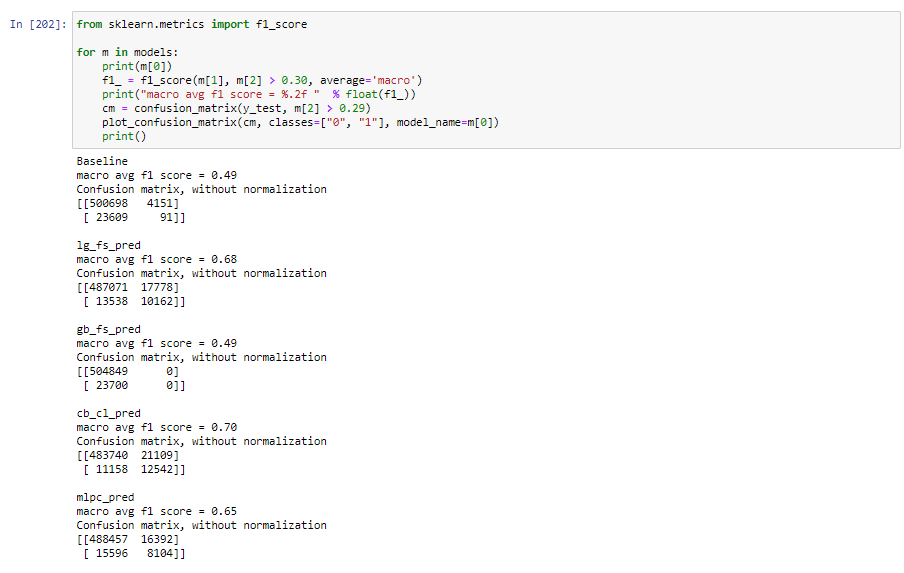 In [202]: from sklearn.metrics import f1_score
for m in models:
print(m[0])
f1_ = f1_score(m[1], m[2] > 0.30, average='macro')
print("macro avg f1 score = %.2f " % float(f1_))
cm = confusion_matrix(y_test, m[2] > 0.29)
plot_confusion_matrix(cm, classes=["0", "1"], model_name=m[0])
print()
Baseline
macro avg f1 score = 0.49
Confusion matrix, without normalization
[[500698 4151]
[ 23609 91]]
lg_fs_pred
macro avg f1 score = 0.68
Confusion matrix, without normalization
[[487071 17778]
[ 13538 10162]]
gb_fs_pred
macro avg f1 score = 0.49
Confusion matrix, without normalization
[[504849 0]
[ 23700 0]]
cb_cl_pred
macro avg f1 score = 0.70
Confusion matrix, without normalization
[[483740 21109]
[ 11158 12542]]
mlpc_pred
macro avg f1 score = 0.65
Confusion matrix, without normalization
[[488457 16392]
[ 15596 8104]]